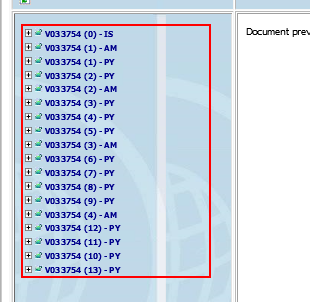 Document prev
V033754 (0) - IS
V033754 (1) - AM
V033754 (1) - PY
V033754 (2) - PY
V033754 (2) - AM
V033754 (3) - PY
V033754 (4) - PY
V033754 (5) - PY
V033754 (3) - AM
V033754 (6) - PY
V033754 (7) - PY
V033754 (8) - PY
V033754 (9) - PY
V033754 (4) - AM
V033754 (12) - PY
V033754 (11) - PY
V033754 (10) - PY
V033754 (13) - PY